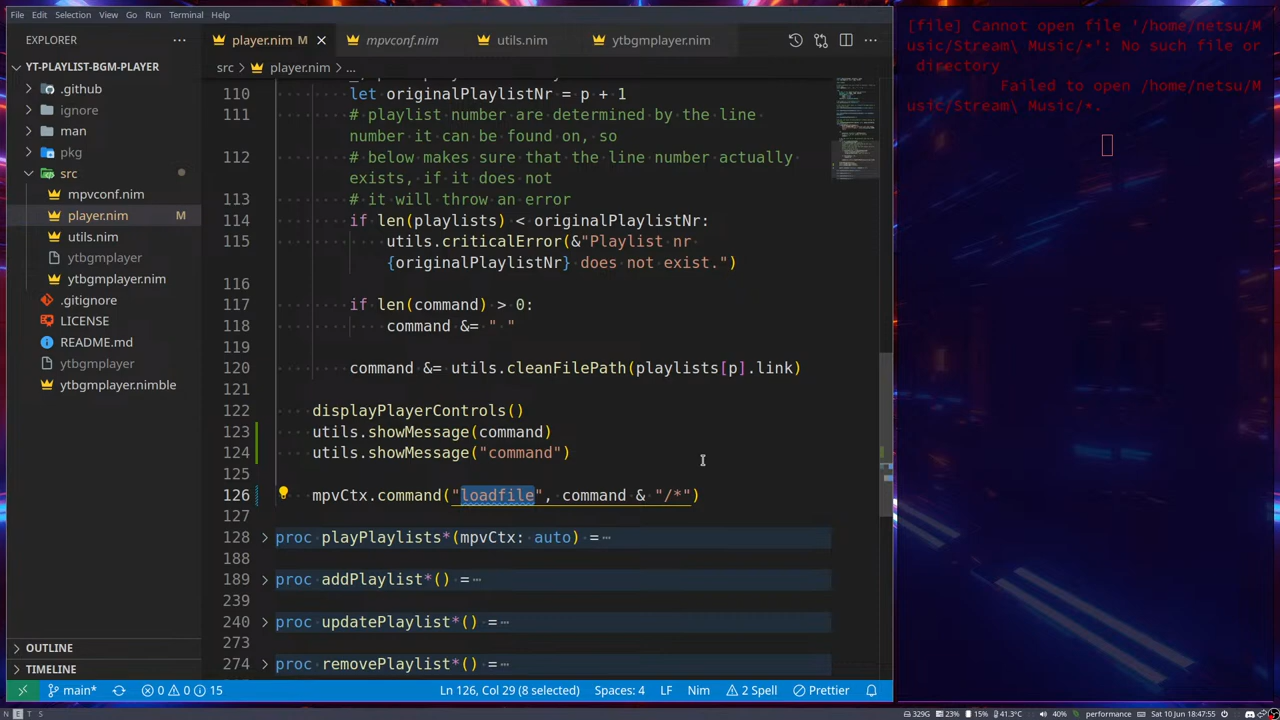 File Edit Selection View Go Run Terminal Help
EXPLORER
YT-PLAYLIST-BGM-PLAYER
.github
ignore
man
pkg
src
mpvconf.nim
player.nim M
utils.nim
ytbgmplayer
ytbgmplayer.nim
.gitignore
LICENSE
README.md
ytbgmplayer
ytbgmplayer.nimble
OUTLINE
TIMELINE
player.nim M
mpvconf.nim
utils.nim
ytbgmplayer.nim
src > player.nim > ...
110 let originalPlaylistNr = p + 1
111 # playlist number are determined by the line
number it can be found on, so
112 # below makes sure that the line number actually
exists if it does not
113 # it will throw an error
114 if len(playlists) < originalPlaylistNr:
115 utils.criticalError(&"Playlist nr
{originalPlaylistNr} does not exist.")
116
117 if len(command) > 0:
118 command &= " "
119
120 command &= utils.cleanFilePath(playlists[p].link)
121
122 displayPlayerControls()
123 utils.showMessage(command)
124 utils.showMessage("command")
125
126 mpvCtx.command("loadfile", command & "/*")
127
128 proc playPlaylists*(mpvCtx: auto) =
188
189 proc addPlaylist*() =
239
240 proc updatePlaylist*() =
273
274 proc removePlaylist*() =
main* 0 0 15 Ln 126, Col 29 (8 selected) Spaces: 4 LF Nim 2 Spell Prettier
[file] Cannot open file '/home/netsu/M
usic/Stream\ Music/*': No such file or
directory
Failed to open /home/netsu/M
usic/Stream\ Music/*.
N E T S 329G 23% 15% 41.3°C 40% performance Sat 10 Jun 18:47:55